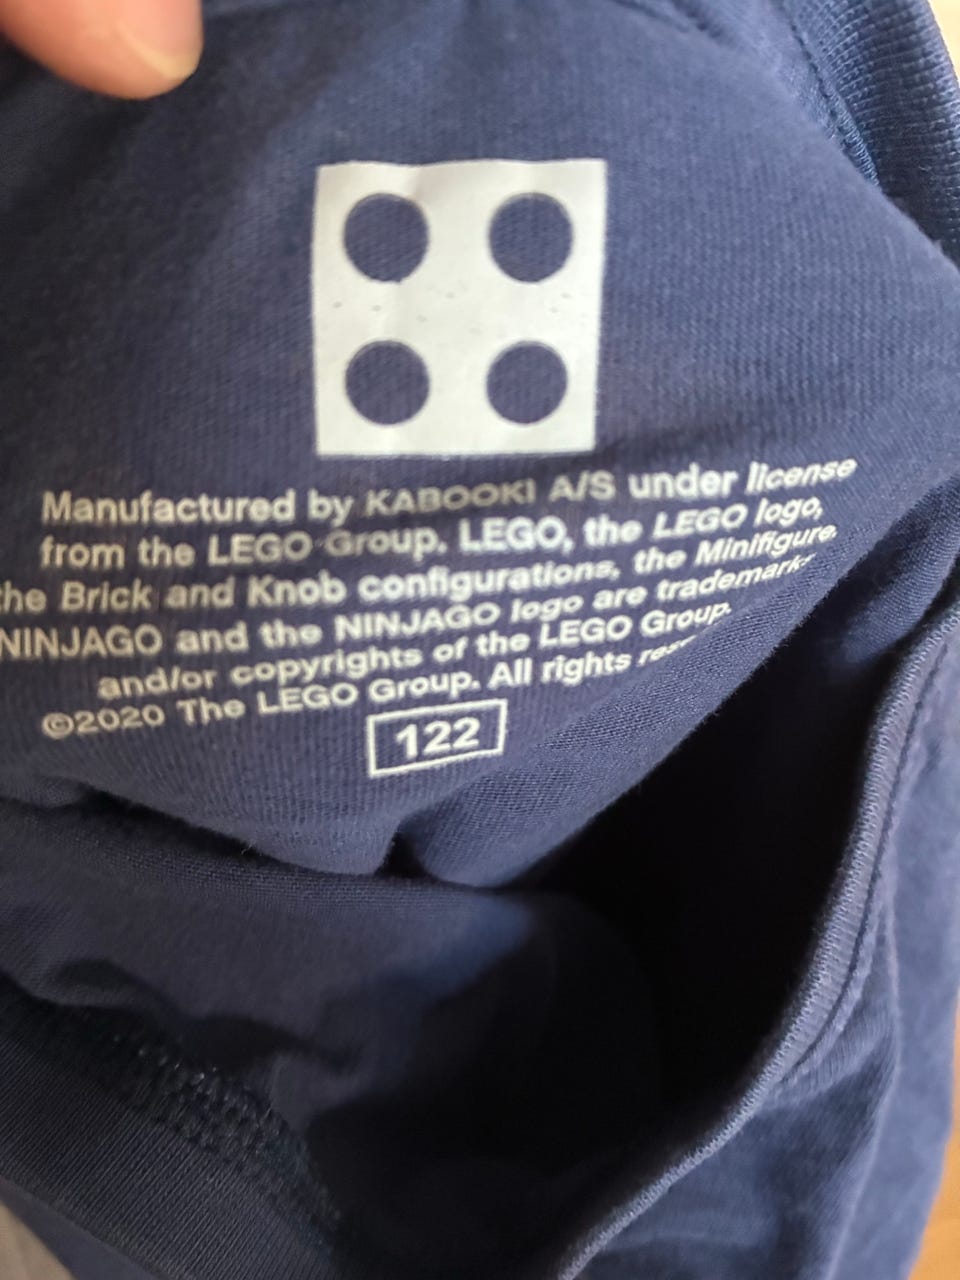 Manufactured by KABOOKI A/S under license
from the LEGO Group. LEGO, the LEGO logo,
the Brick and Knob configurations, the Minifigure,
NINJAGO and the NINJAGO logo are trademarks
and/or copyrights of the LEGO Group.
©2020 The LEGO Group. All rights
122